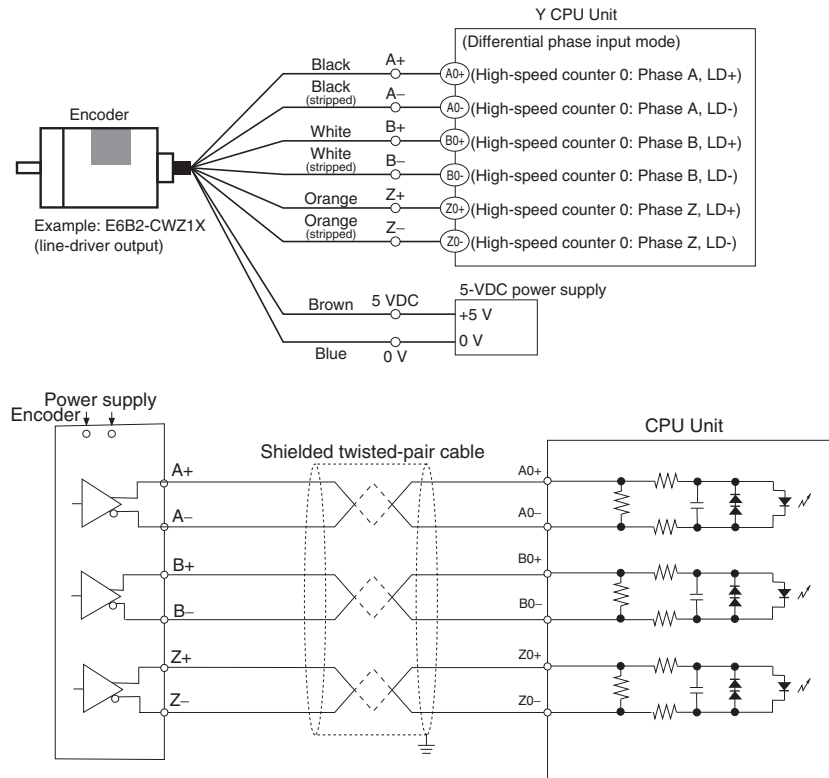 Y CPU Unit
(Differential phase input mode)
Black A+ A0+ (High-speed counter 0: Phase A, LD+)
Black (stripped) A− A0- (High-speed counter 0: Phase A, LD-)
Encoder
White B+ B0+ (High-speed counter 0: Phase B, LD+)
White (stripped) B− B0- (High-speed counter 0: Phase B, LD-)
Orange Z+ Z0+ (High-speed counter 0: Phase Z, LD+)
Orange (stripped) Z− Z0- (High-speed counter 0: Phase Z, LD-)
Example: E6B2-CWZ1X
(line-driver output)
5-VDC power supply
Brown 5 VDC +5 V
Blue 0 V 0 V
Power supply
Encoder
CPU Unit
Shielded twisted-pair cable
A+ A0+
A− A0−
B+ B0+
B− B0−
Z+ Z0+
Z− Z0−